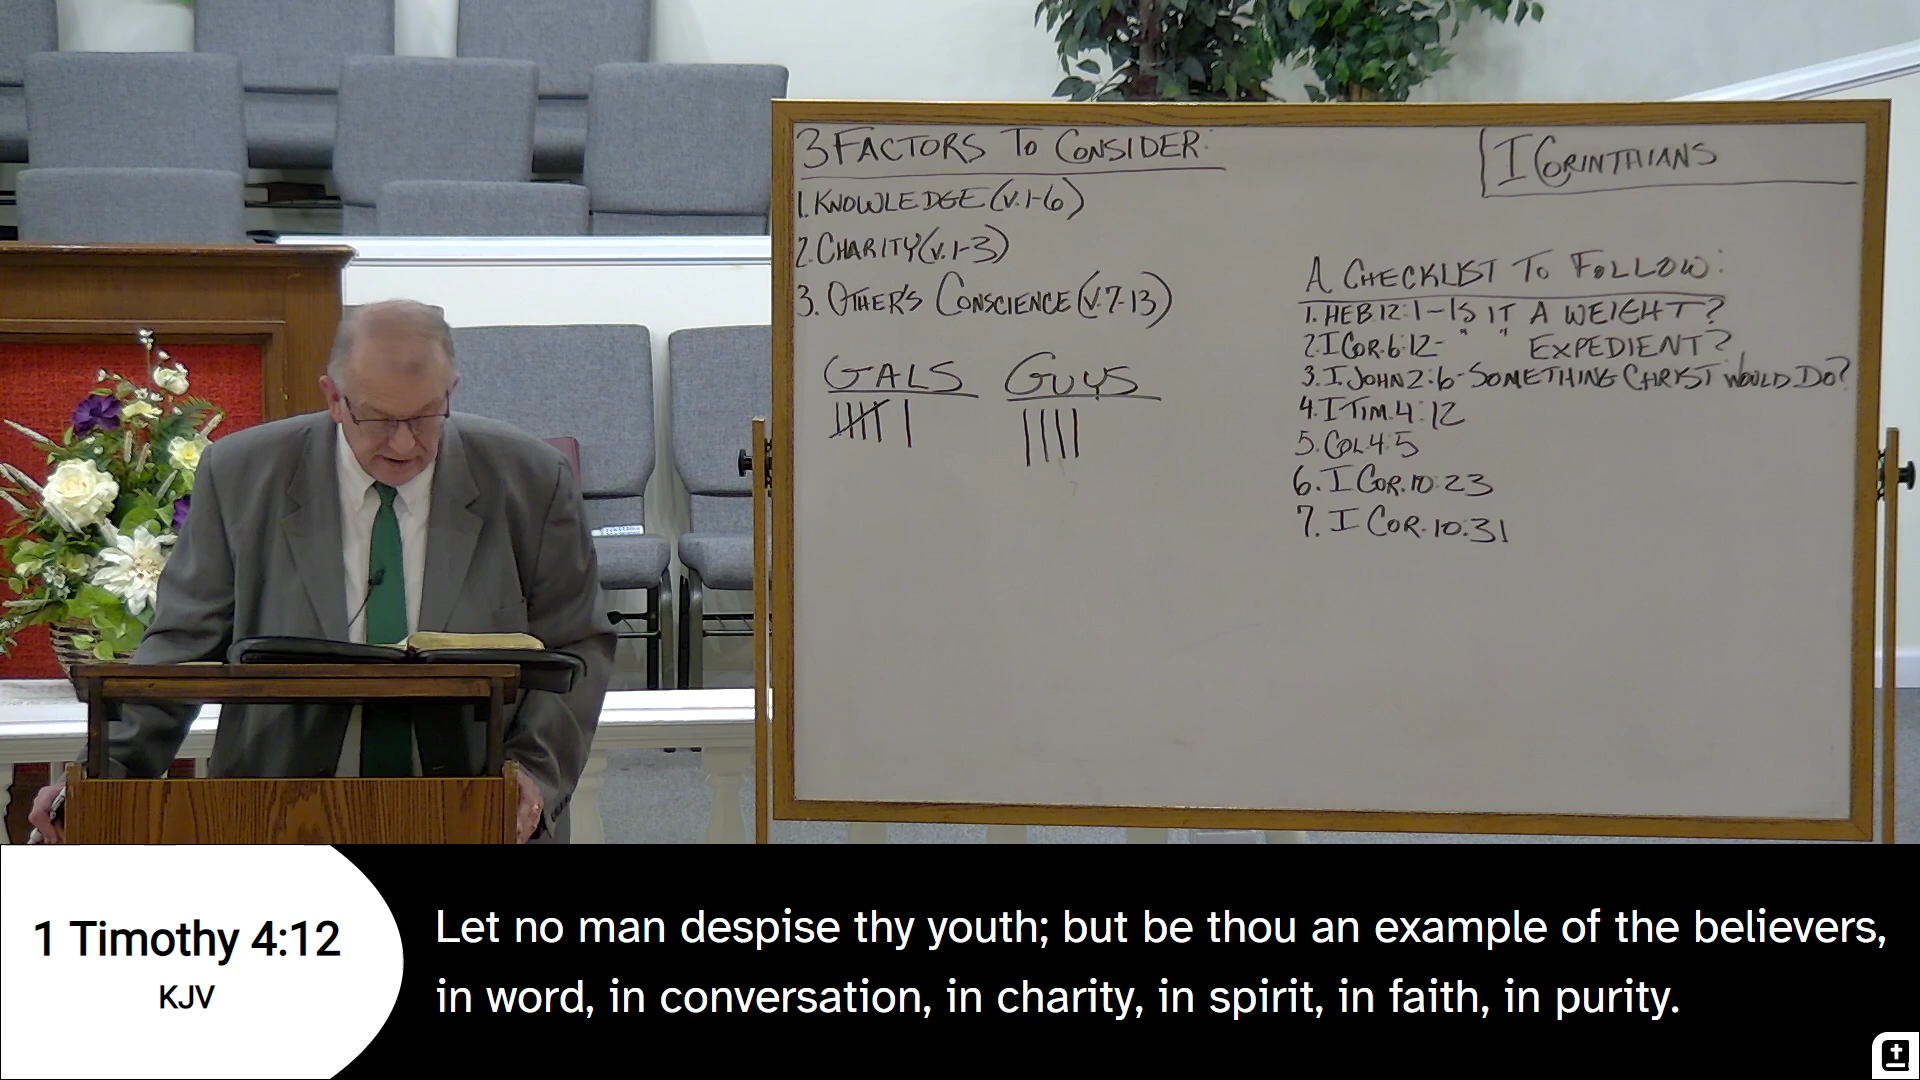 3 FACTORS TO CONSIDER:
1. KNOWLEDGE (V. 1-6)
2. CHARITY (V. 1-3)
3. OTHER'S CONSCIENCE (V. 7-13)
GALS GUYS
I CORINTHIANS
A CHECKLIST TO FOLLOW:
1. HEB 12:1 - IS IT A WEIGHT?
2. I COR. 6:12 - " " EXPEDIENT?
3. I JOHN 2:6 - SOMETHING CHRIST WOULD DO?
4. I TIM. 4:12
5. COL 4:5
6. I COR. 10:23
7. I COR. 10:31
1 Timothy 4:12
KJV
Let no man despise thy youth; but be thou an example of the believers,
in word, in conversation, in charity, in spirit, in faith, in purity.